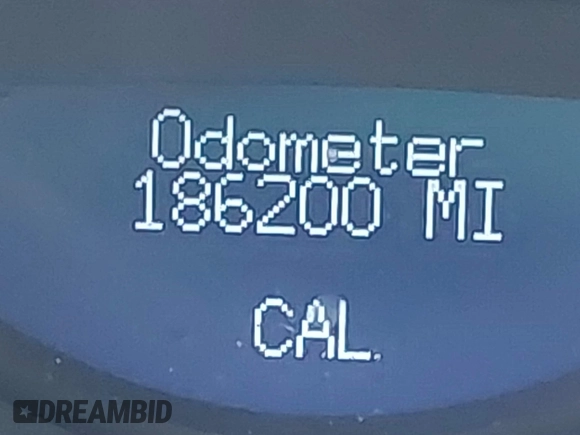 Odometer
186200 MI
CAL.
DREAMBID